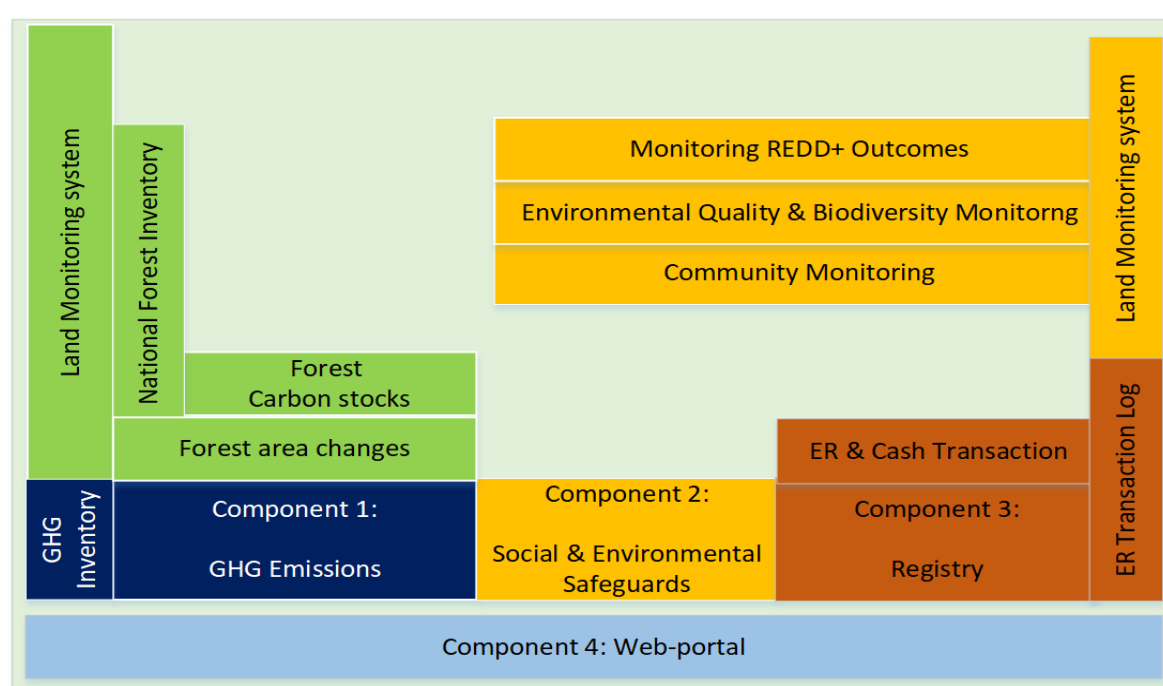 Land Monitoring system
National Forest Inventory
Forest
Carbon stocks
Forest area changes
GHG
Inventory
Component 1:
GHG Emissions
Monitoring REDD+ Outcomes
Environmental Quality & Biodiversity Monitorng
Community Monitoring
Component 2:
Social & Environmental
Safeguards
ER & Cash Transaction
Component 3:
Registry
Land Monitoring system
ER Transaction Log
Component 4: Web-portal